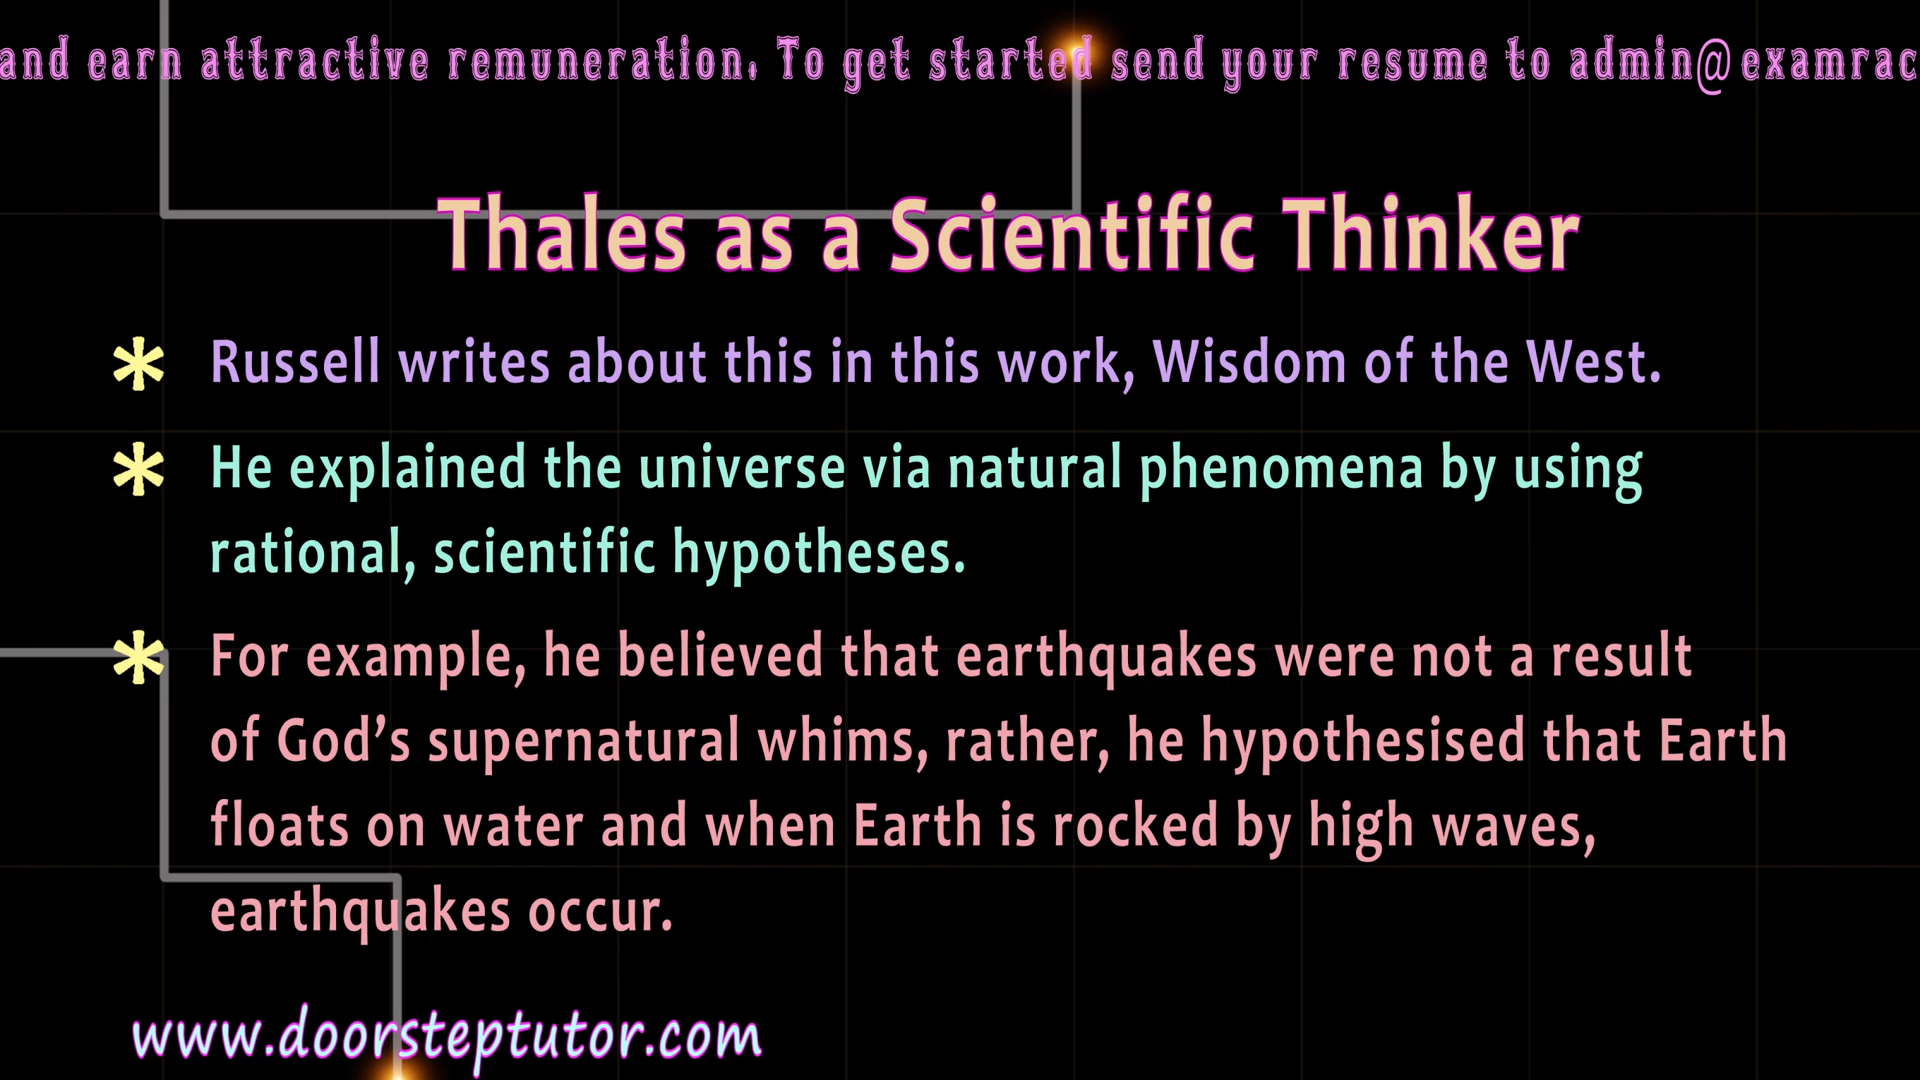 and earn attractive remuneration. To get started send your resume to admin@examrac
Thales as a Scientific Thinker
* Russell writes about this in this work, Wisdom of the West.
* He explained the universe via natural phenomena by using
rational, scientific hypotheses.
* For example, he believed that earthquakes were not a result
of God’s supernatural whims, rather, he hypothesised that Earth
floats on water and when Earth is rocked by high waves,
earthquakes occur.
www.doorsteptutor.com